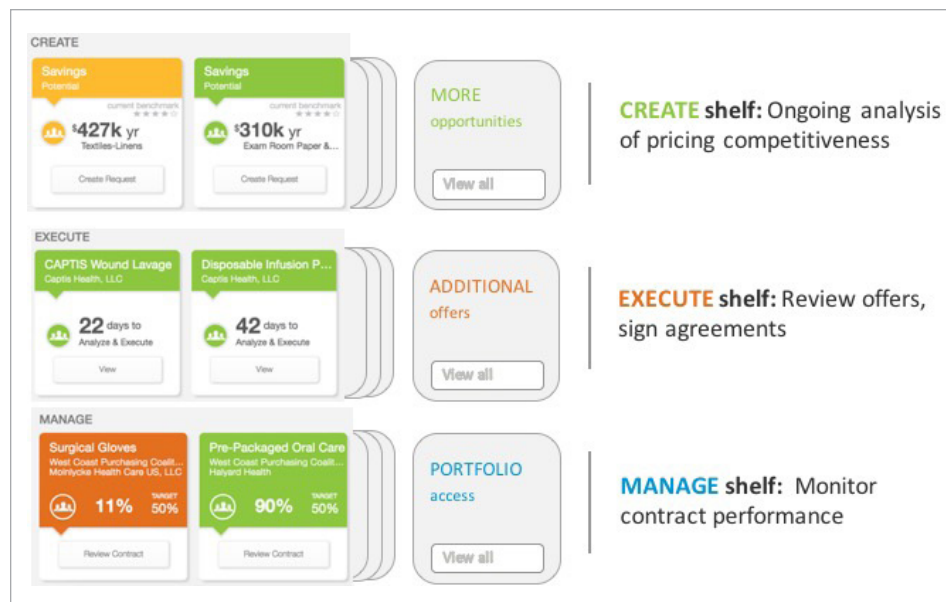 CREATE
Savings
Potential
current benchmark
$427k yr
Textiles-Linens
Create Request
Savings
Potential
current benchmark
$310k yr
Exam Room Paper &...
Create Request
MORE
opportunities
View all
CREATE shelf: Ongoing analysis
of pricing competitiveness
EXECUTE
CAPTIS Wound Lavage
Captis Health, LLC
22 days to
Analyze & Execute
View
Disposable Infusion P...
Captis Health, LLC
42 days to
Analyze & Execute
View
ADDITIONAL
offers
View all
EXECUTE shelf: Review offers,
sign agreements
MANAGE
Surgical Gloves
West Coast Purchasing Coalit...
Molnlycke Health Care US, LLC
11%
TARGET
50%
Review Contract
Pre-Packaged Oral Care
West Coast Purchasing Coalit...
Halyard Health
90%
TARGET
50%
Review Contract
PORTFOLIO
access
View all
MANAGE shelf: Monitor
contract performance